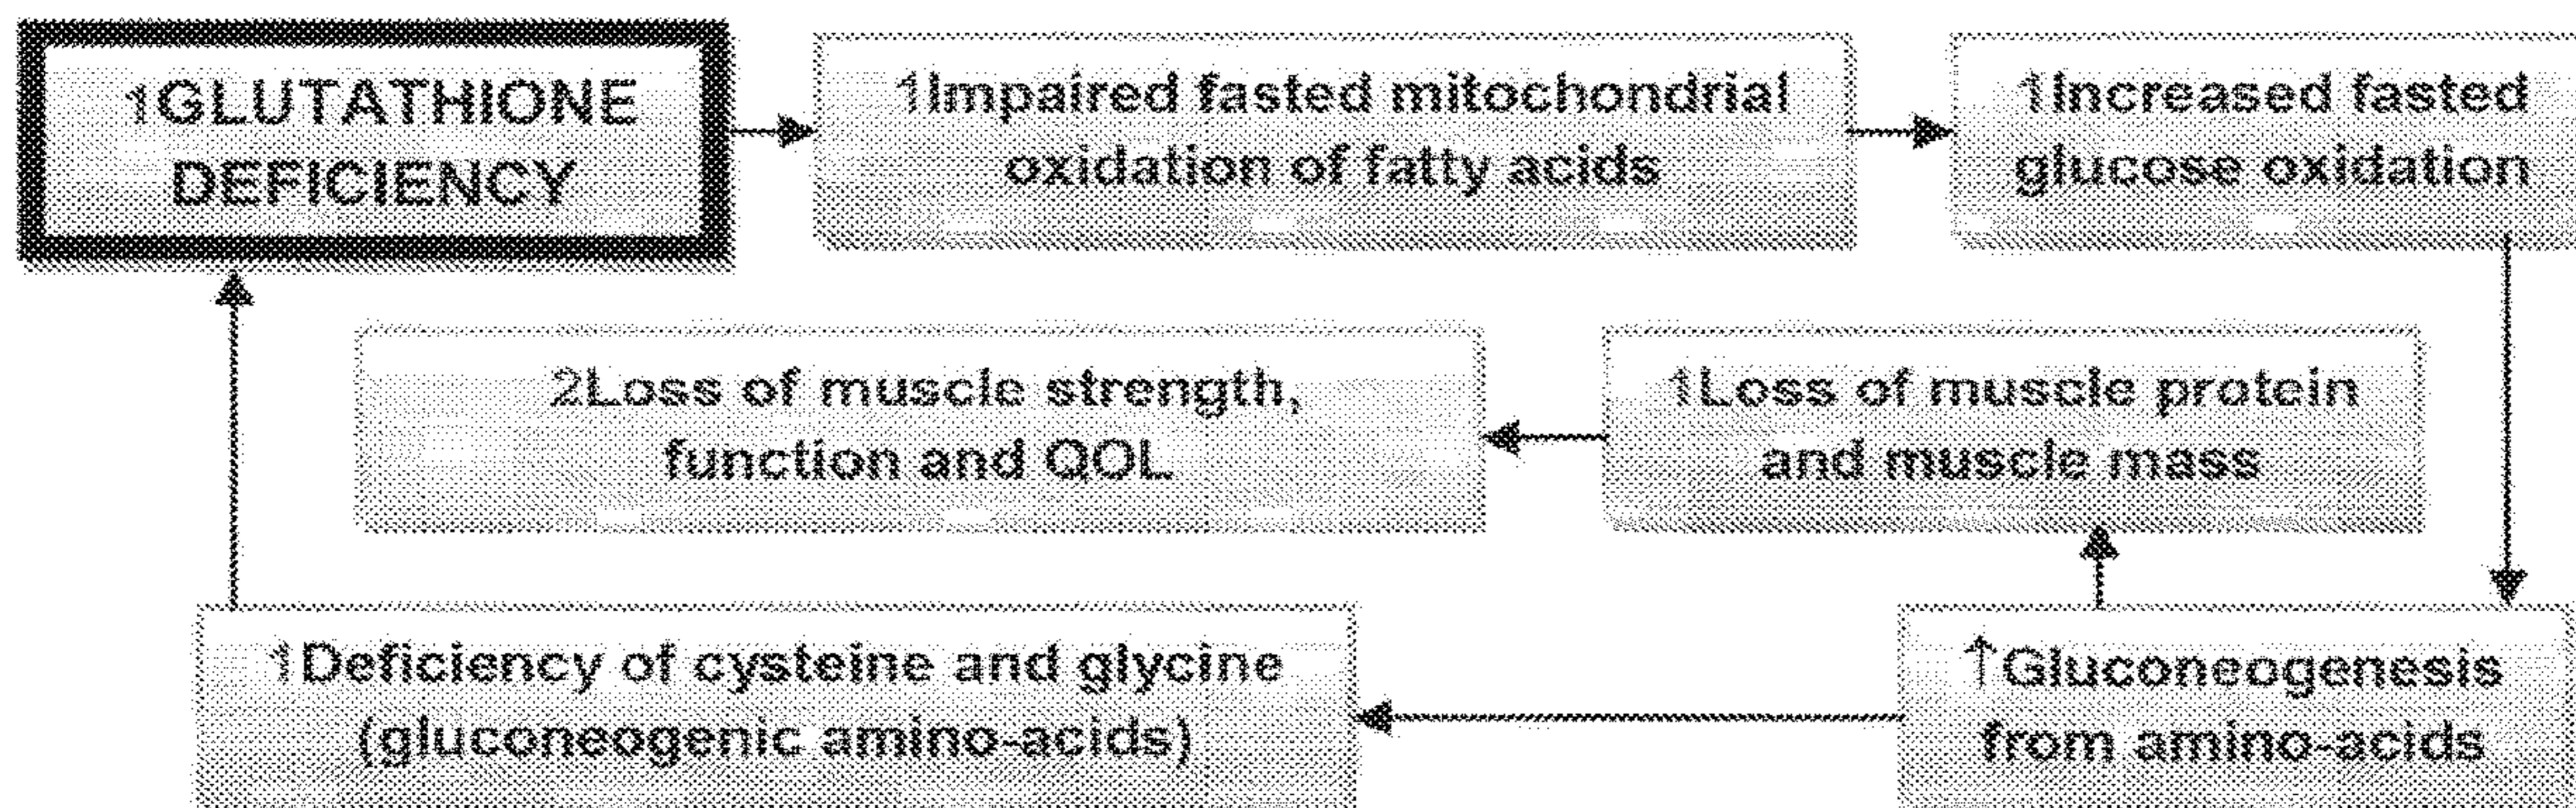 1GLUTATHIONE
DEFICIENCY
1Impaired fasted mitochondrial
oxidation of fatty acids
1Increased fasted
glucose oxidation
2Loss of muscle strength,
function and QOL
1Loss of muscle protein
and muscle mass
1Deficiency of cysteine and glycine
(gluconeogenic amino-acids)
↑Gluconeogenesis
from amino-acids